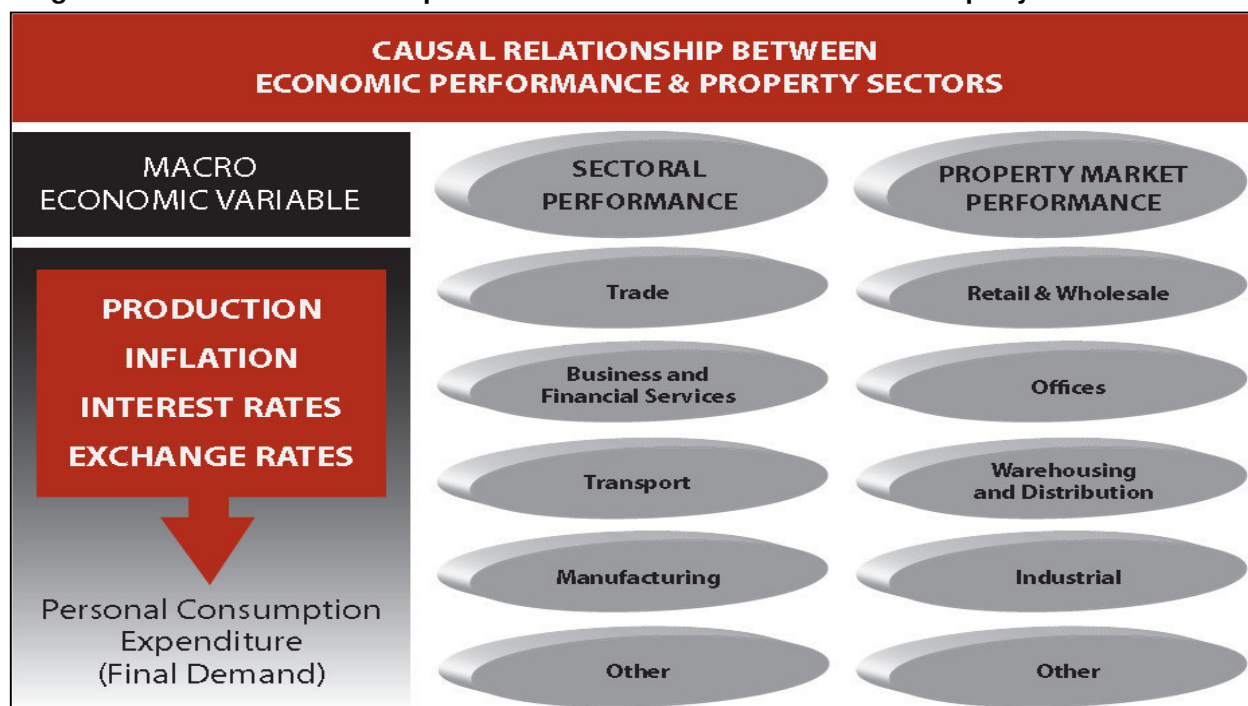 CAUSAL RELATIONSHIP BETWEEN
ECONOMIC PERFORMANCE & PROPERTY SECTORS
MACRO
ECONOMIC VARIABLE
SECTORAL
PERFORMANCE
PROPERTY MARKET
PERFORMANCE
PRODUCTION
INFLATION
INTEREST RATES
EXCHANGE RATES
Personal Consumption
Expenditure
(Final Demand)
Trade
Retail & Wholesale
Business and
Financial Services
Offices
Transport
Warehousing
and Distribution
Manufacturing
Industrial
Other
Other